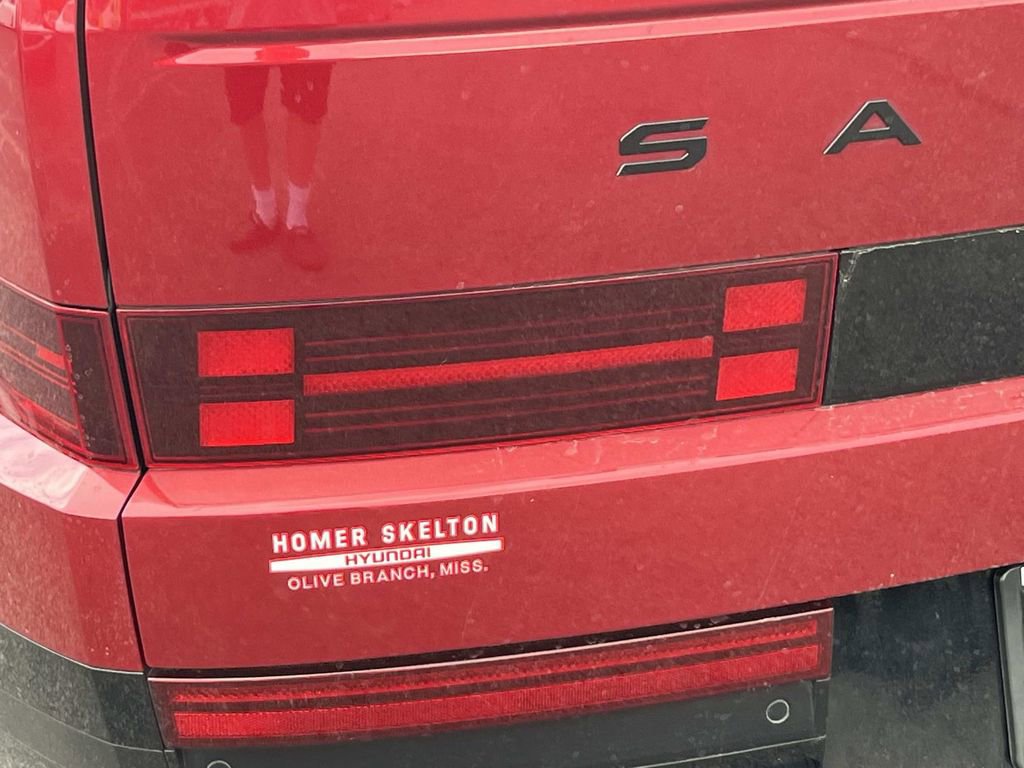 S A
HOMER SKELTON
HYUNDAI
OLIVE BRANCH, MISS.